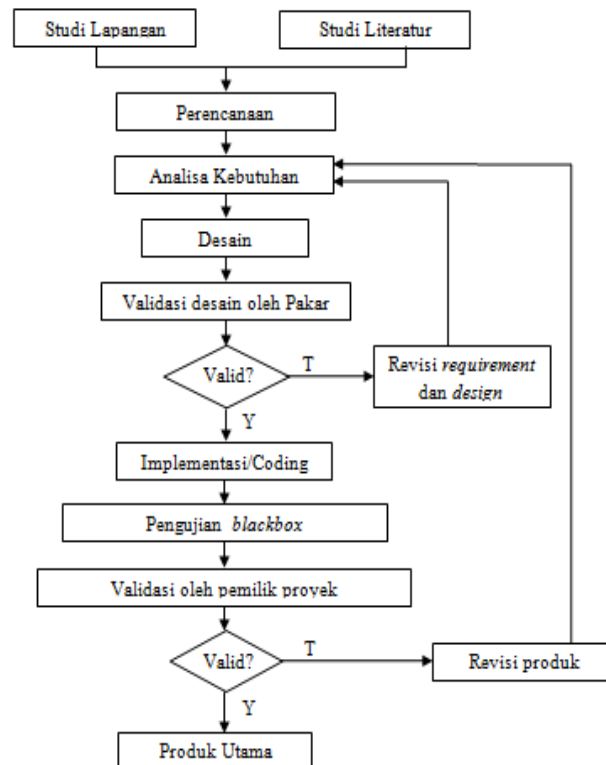 Studi Lapangan
Studi Literatur
Perencanaan
Analisa Kebutuhan
Desain
Validasi desain oleh Pakar
Valid?
T
Revisi requirement
dan design
Y
Implementasi/Coding
Pengujian blackbox
Validasi oleh pemilik proyek
Valid?
T
Revisi produk
Y
Produk Utama